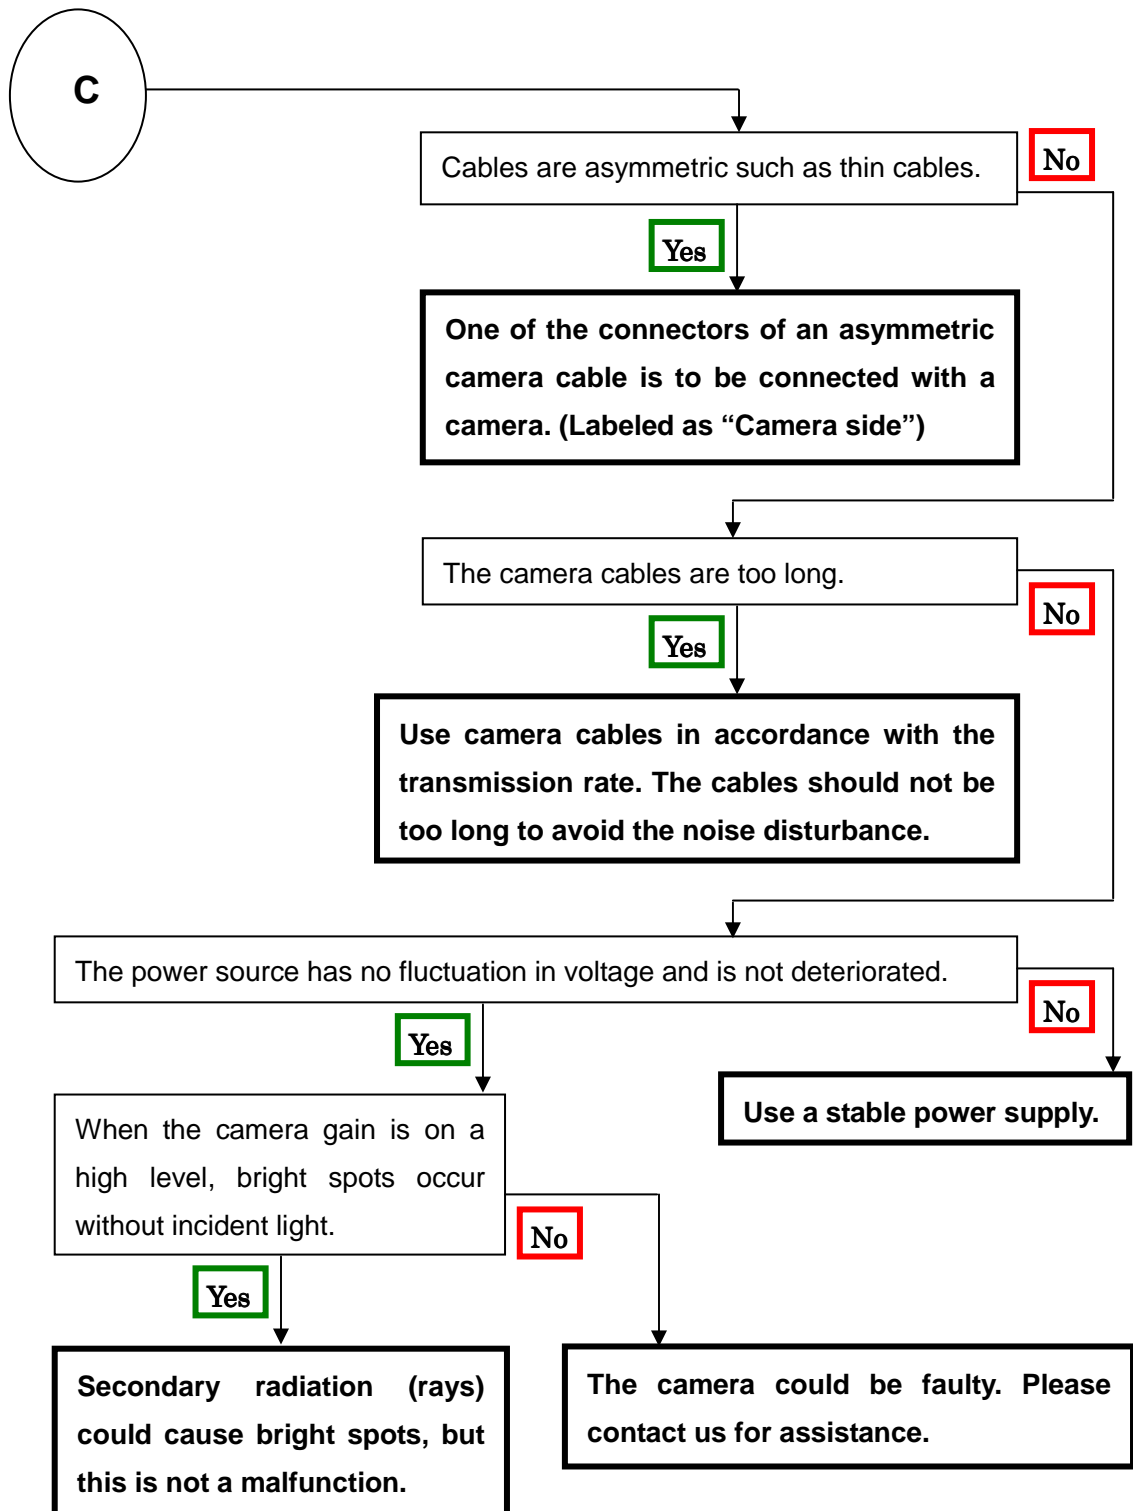 C
Cables are asymmetric such as thin cables.
No
Yes
One of the connectors of an asymmetric
camera cable is to be connected with a
camera. (Labeled as “Camera side”)
The camera cables are too long.
No
Yes
Use camera cables in accordance with the
transmission rate. The cables should not be
too long to avoid the noise disturbance.
The power source has no fluctuation in voltage and is not deteriorated.
No
Yes
Use a stable power supply.
When the camera gain is on a
high level, bright spots occur
without incident light.
No
Yes
Secondary radiation (rays)
could cause bright spots, but
this is not a malfunction.
The camera could be faulty. Please
contact us for assistance.